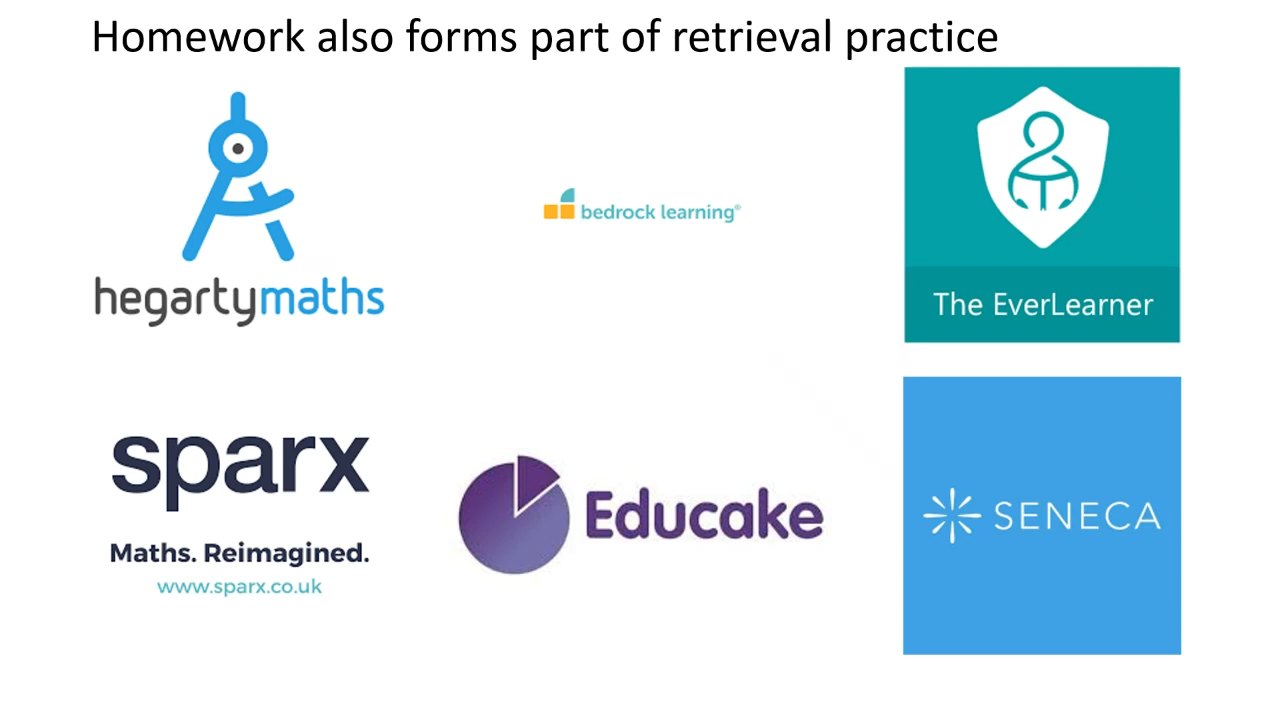 Homework also forms part of retrieval practice
hegartymaths
bedrock learning®
The EverLearner
sparx
Maths. Reimagined.
www.sparx.co.uk
Educake
SENECA